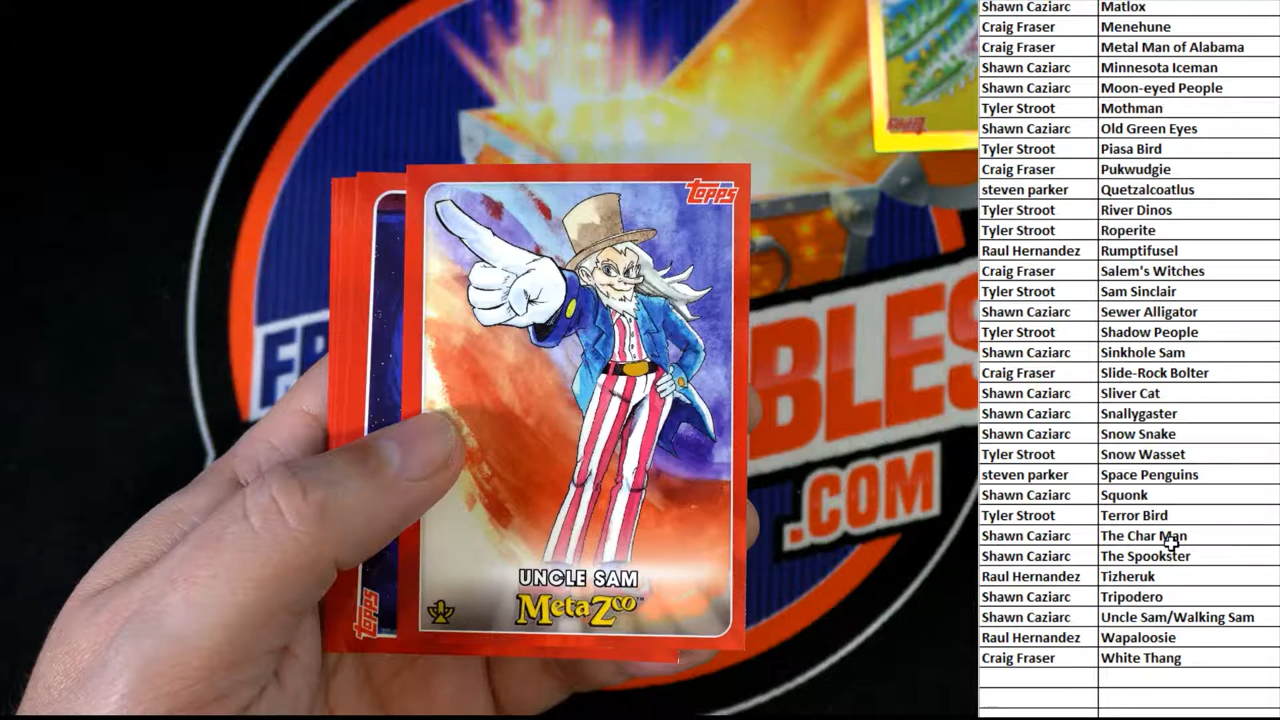 topps
UNCLE SAM
MetaZoo™
topps
BLES
.COM
Shawn Caziarc Matlox
Craig Fraser Menehune
Craig Fraser Metal Man of Alabama
Shawn Caziarc Minnesota Iceman
Shawn Caziarc Moon-eyed People
Tyler Stroot Mothman
Shawn Caziarc Old Green Eyes
Tyler Stroot Piasa Bird
Craig Fraser Pukwudgie
steven parker Quetzalcoatlus
Tyler Stroot River Dinos
Tyler Stroot Roperite
Raul Hernandez Rumptifusel
Craig Fraser Salem's Witches
Tyler Stroot Sam Sinclair
Shawn Caziarc Sewer Alligator
Tyler Stroot Shadow People
Shawn Caziarc Sinkhole Sam
Craig Fraser Slide-Rock Bolter
Shawn Caziarc Sliver Cat
Shawn Caziarc Snallygaster
Shawn Caziarc Snow Snake
Tyler Stroot Snow Wasset
steven parker Space Penguins
Shawn Caziarc Squonk
Tyler Stroot Terror Bird
Shawn Caziarc The Char Man
Shawn Caziarc The Spookster
Raul Hernandez Tizheruk
Shawn Caziarc Tripodero
Shawn Caziarc Uncle Sam/Walking Sam
Raul Hernandez Wapaloosie
Craig Fraser White Thang